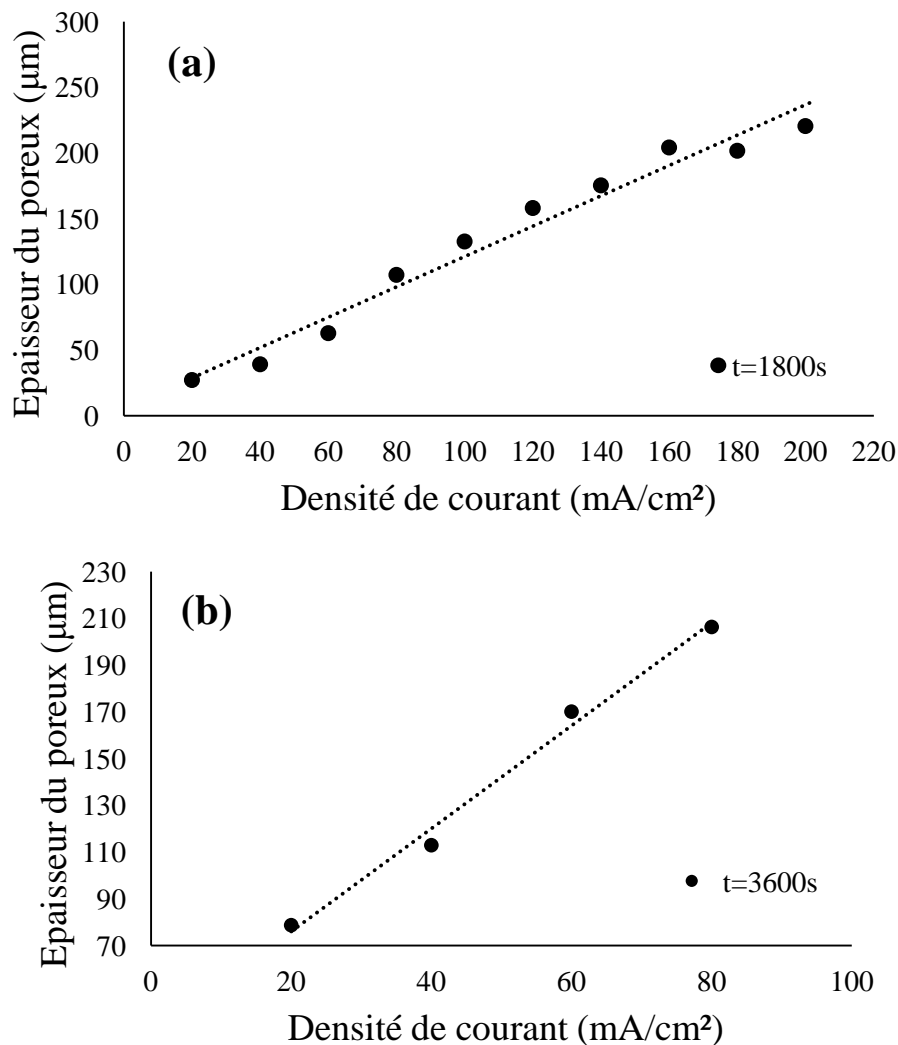 (a)
Epaisseur du poreux (μm)
300
250
200
150
100
50
0
0 20 40 60 80 100 120 140 160 180 200 220
t=1800s
Densité de courant (mA/cm²)
(b)
Epaisseur du poreux (μm)
230
210
190
170
150
130
110
90
70
0 20 40 60 80 100
t=3600s
Densité de courant (mA/cm²)